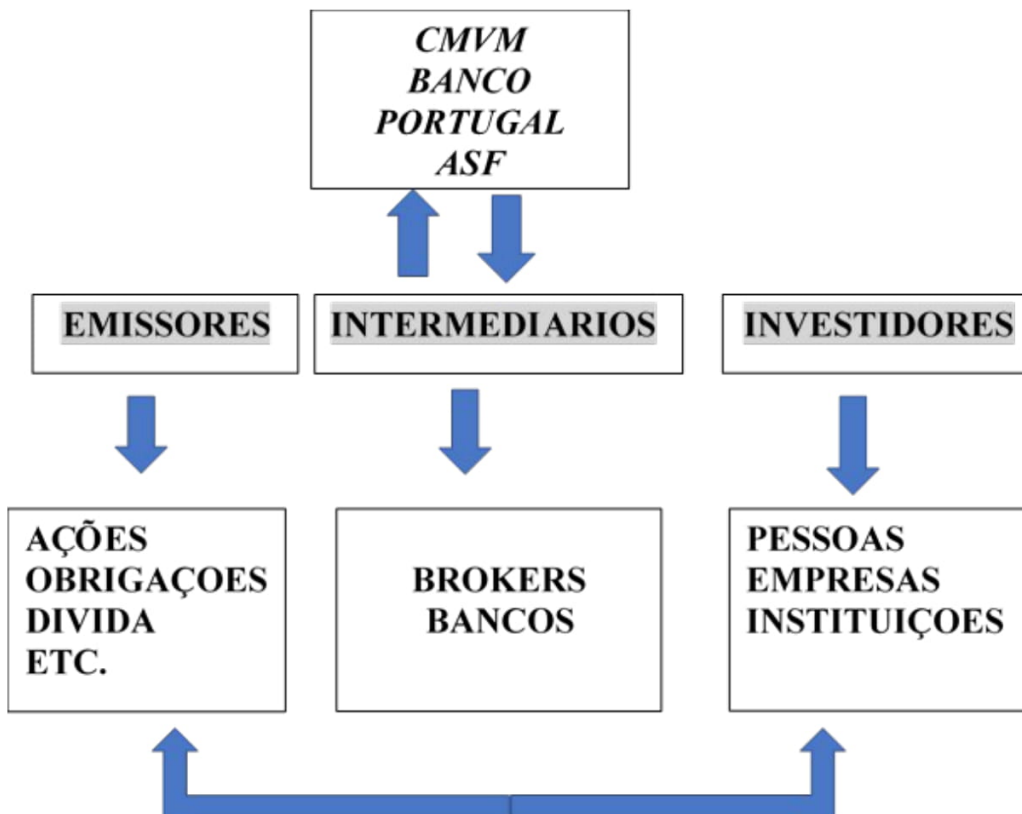 CMVM
BANCO
PORTUGAL
ASF
EMISSORES
INTERMEDIARIOS
INVESTIDORES
AÇÕES
OBRIGAÇOES
DIVIDA
ETC.
BROKERS
BANCOS
PESSOAS
EMPRESAS
INSTITUIÇOES